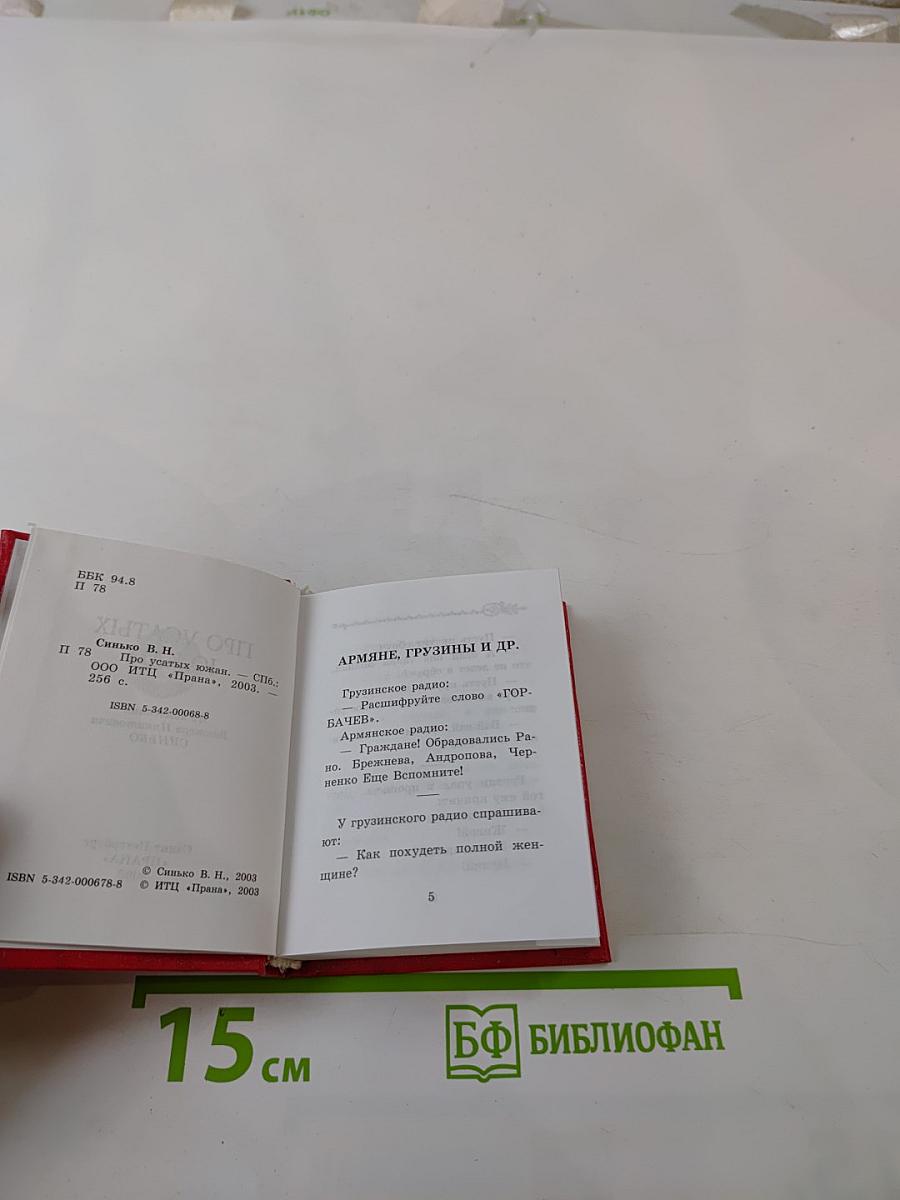 ББК 94.8
П 78
Синько В. Н.
П 78 Про усатых южан. — СПб.:
ООО ИТЦ «Прана», 2003. —
256 с.
ISBN 5-342-00068-8
© Синько В. Н., 2003
ISBN 5-342-000678-8 © ИТЦ «Прана», 2003
АРМЯНЕ, ГРУЗИНЫ И ДР.
Грузинское радио:
— Расшифруйте слово «ГОР-
БАЧЕВ».
Армянское радио:
— Граждане! Обрадовались Ра-
но. Брежнева, Андропова, Чер-
ненко Еще Вспомните!
У грузинского радио спрашива-
ют:
— Как похудеть полной жен-
щине?
5
15 см
БФ БИБЛИОФАН